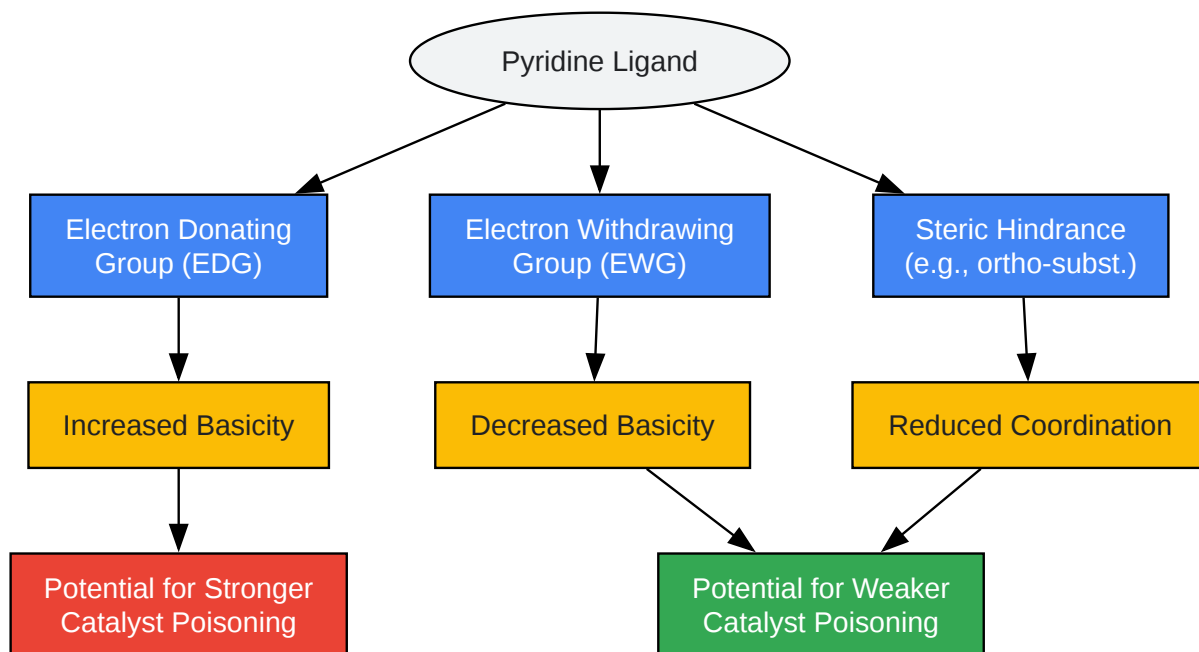 Pyridine Ligand
Electron Donating
Group (EDG)
Electron Withdrawing
Group (EWG)
Steric Hindrance
(e.g., ortho-subst.)
Increased Basicity
Decreased Basicity
Reduced Coordination
Potential for Stronger
Catalyst Poisoning
Potential for Weaker
Catalyst Poisoning